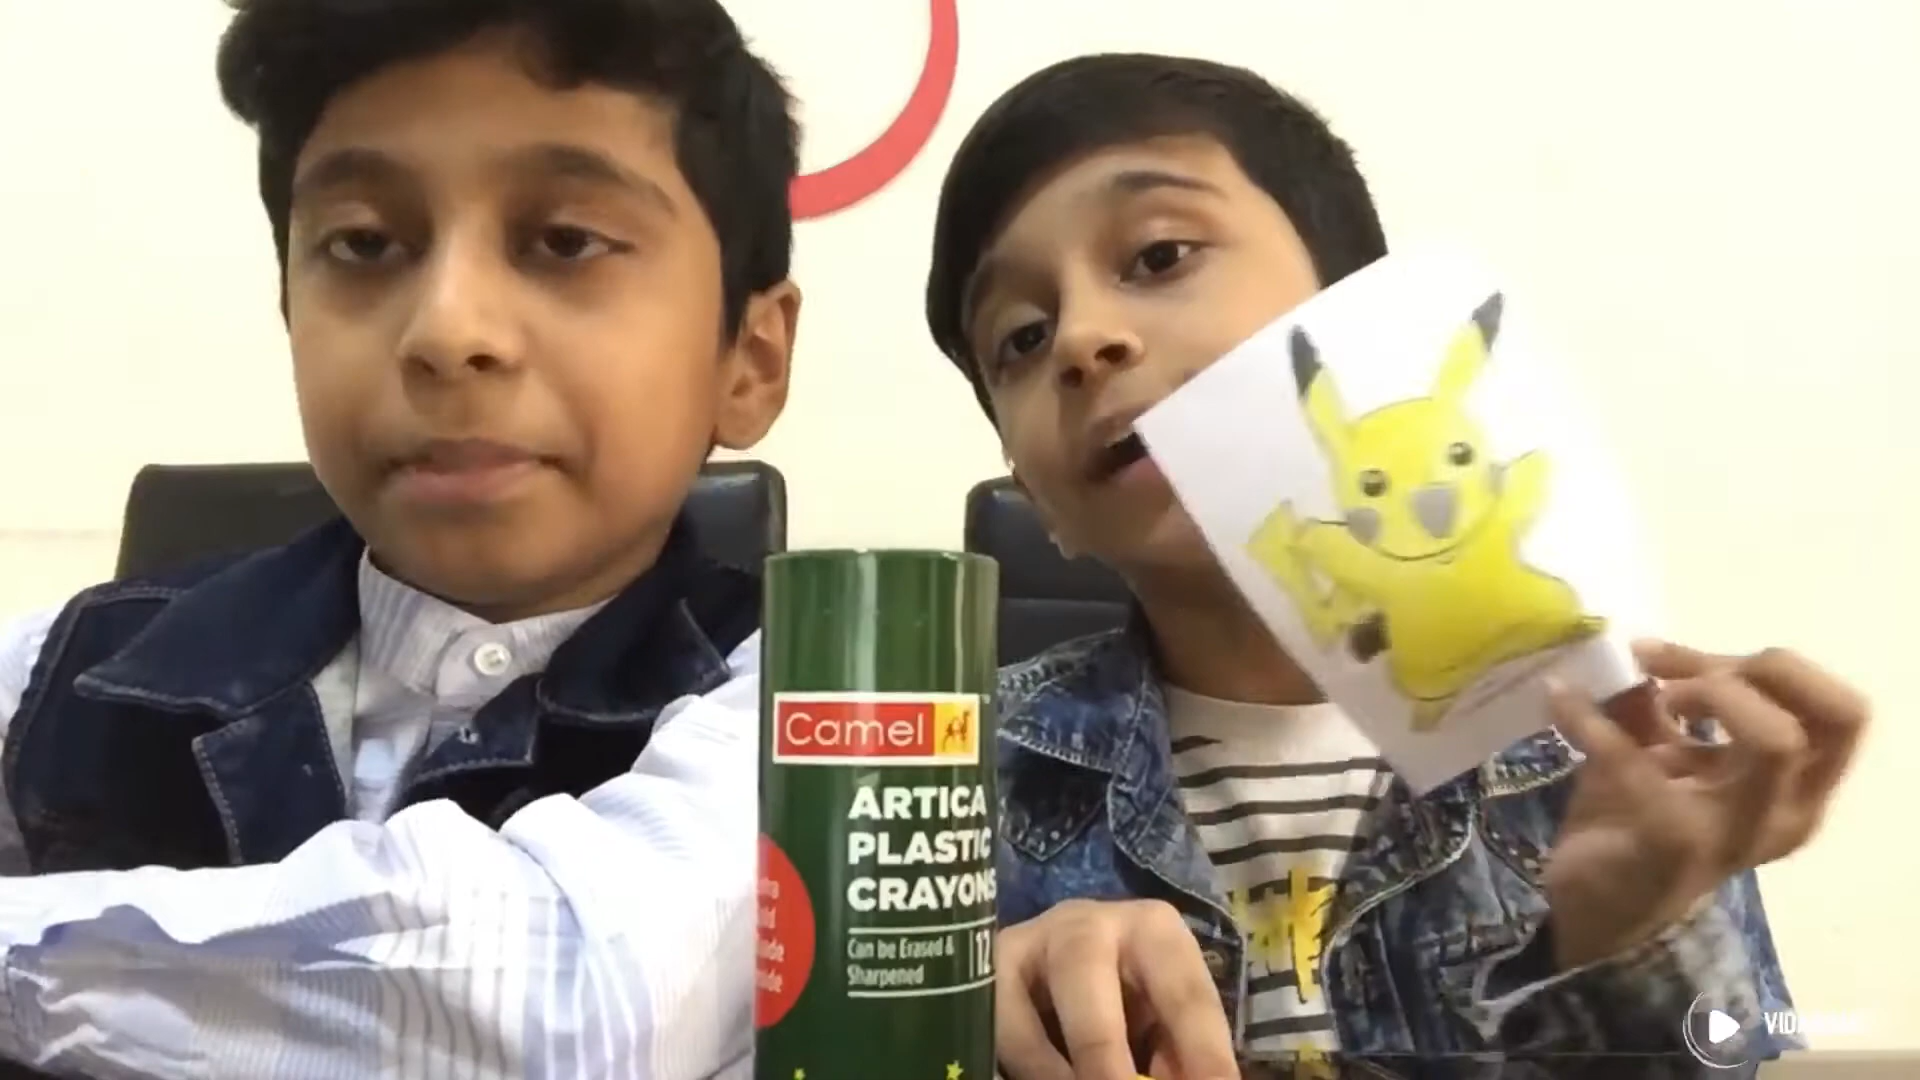 Camel
ARTICA
PLASTIC
CRAYONS
Can be Erased &
Sharpened
12